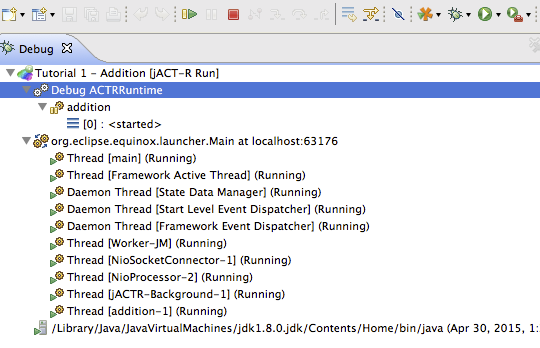 Debug
Tutorial 1 - Addition [jACT-R Run]
Debug ACTRRuntime
addition
[0] : <started>
org.eclipse.equinox.launcher.Main at localhost:63176
Thread [main] (Running)
Thread [Framework Active Thread] (Running)
Daemon Thread [State Data Manager] (Running)
Daemon Thread [Start Level Event Dispatcher] (Running)
Daemon Thread [Framework Event Dispatcher] (Running)
Thread [Worker-JM] (Running)
Thread [NioSocketConnector-1] (Running)
Thread [NioProcessor-2] (Running)
Thread [jACTR-Background-1] (Running)
Thread [addition-1] (Running)
/Library/Java/JavaVirtualMachines/jdk1.8.0.jdk/Contents/Home/bin/java (Apr 30, 2015, 1: